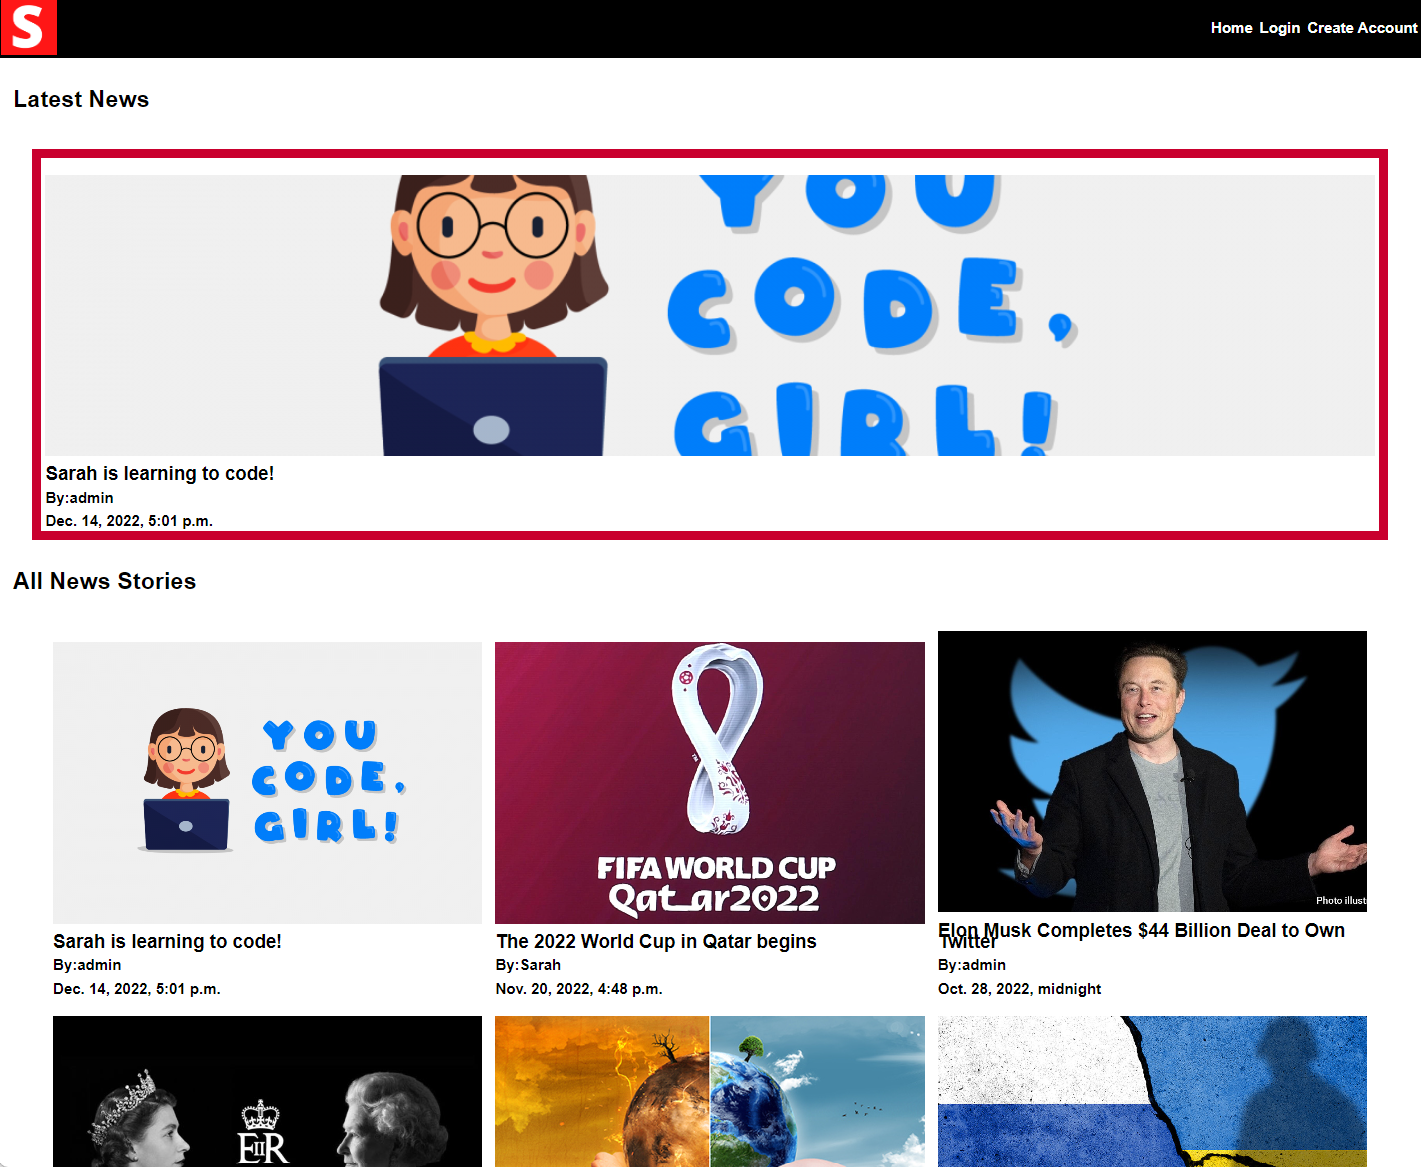 S
Home Login Create Account
Latest News
YOU
CODE,
GIRL!
Sarah is learning to code!
By:admin
Dec. 14, 2022, 5:01 p.m.
All News Stories
YOU
CODE,
GIRL!
Sarah is learning to code!
By:admin
Dec. 14, 2022, 5:01 p.m.
TM
FIFA WORLD CUP
Qatar2022
The 2022 World Cup in Qatar begins
By:Sarah
Nov. 20, 2022, 4:48 p.m.
Photo illust
Elon Musk Completes $44 Billion Deal to Own
Twitter
By:admin
Oct. 28, 2022, midnight
EIIR